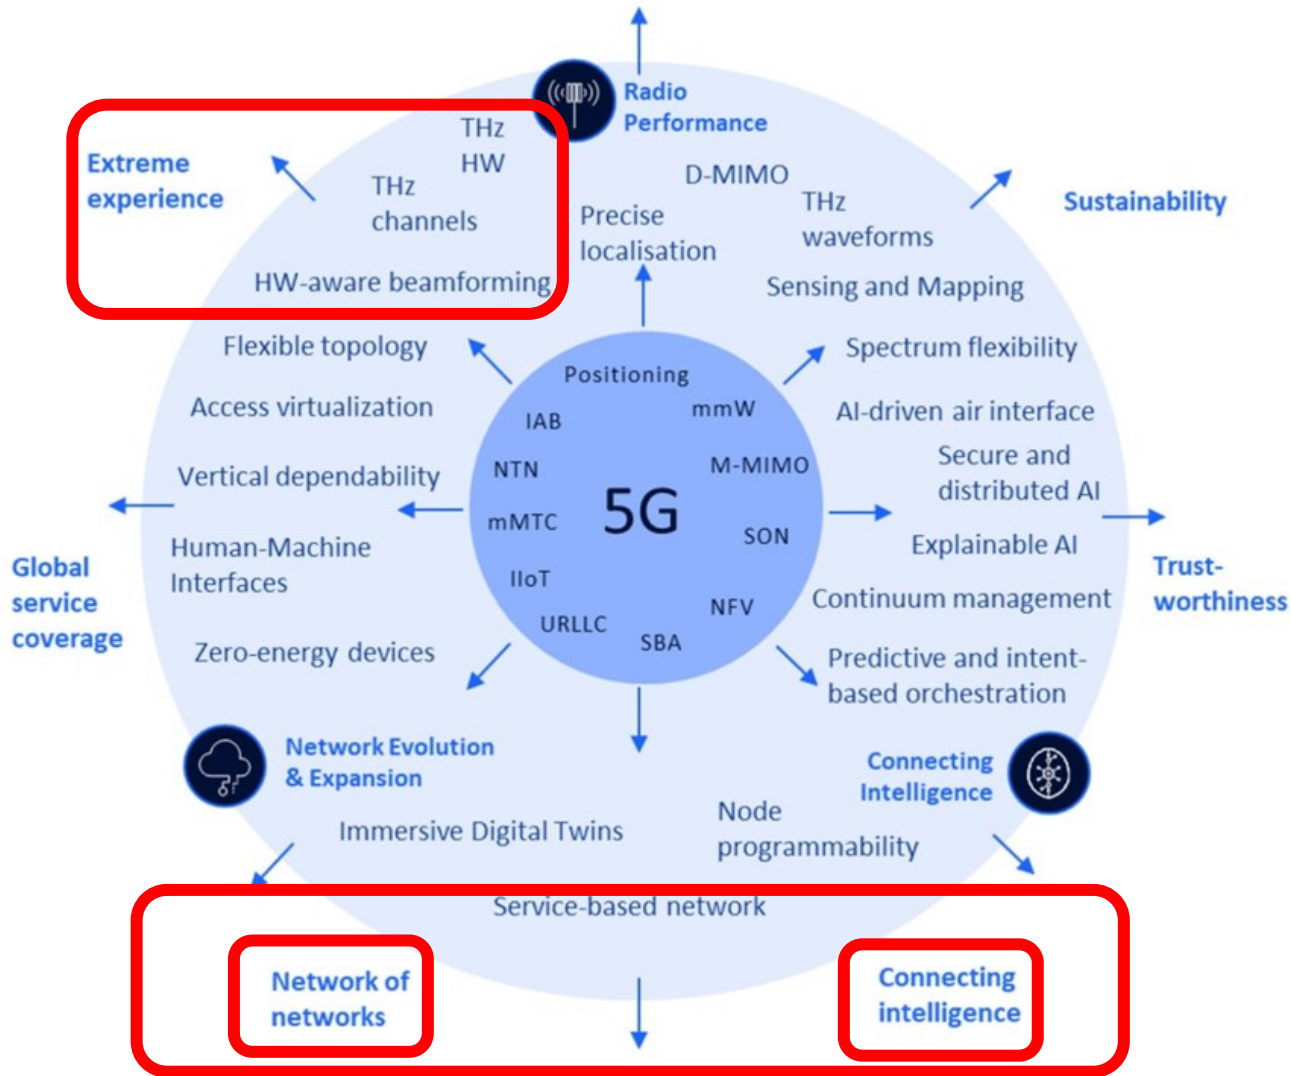 Radio
Performance
THz
HW
Extreme
experience
THz
channels
D-MIMO
THz
waveforms
Sustainability
Precise
localisation
HW-aware beamforming
Sensing and Mapping
Flexible topology
Spectrum flexibility
Positioning
Access virtualization
IAB
mmW
AI-driven air interface
Vertical dependability
NTN
M-MIMO
Secure and
distributed AI
5G
mMTC
SON
Human-Machine
Interfaces
Explainable AI
Global
service
coverage
IIoT
Trust-
worthiness
URLLC
NFV
Continuum management
SBA
Zero-energy devices
Predictive and intent-
based orchestration
Network Evolution
& Expansion
Connecting
Intelligence
Immersive Digital Twins
Node
programmability
Service-based network
Network of
networks
Connecting
intelligence